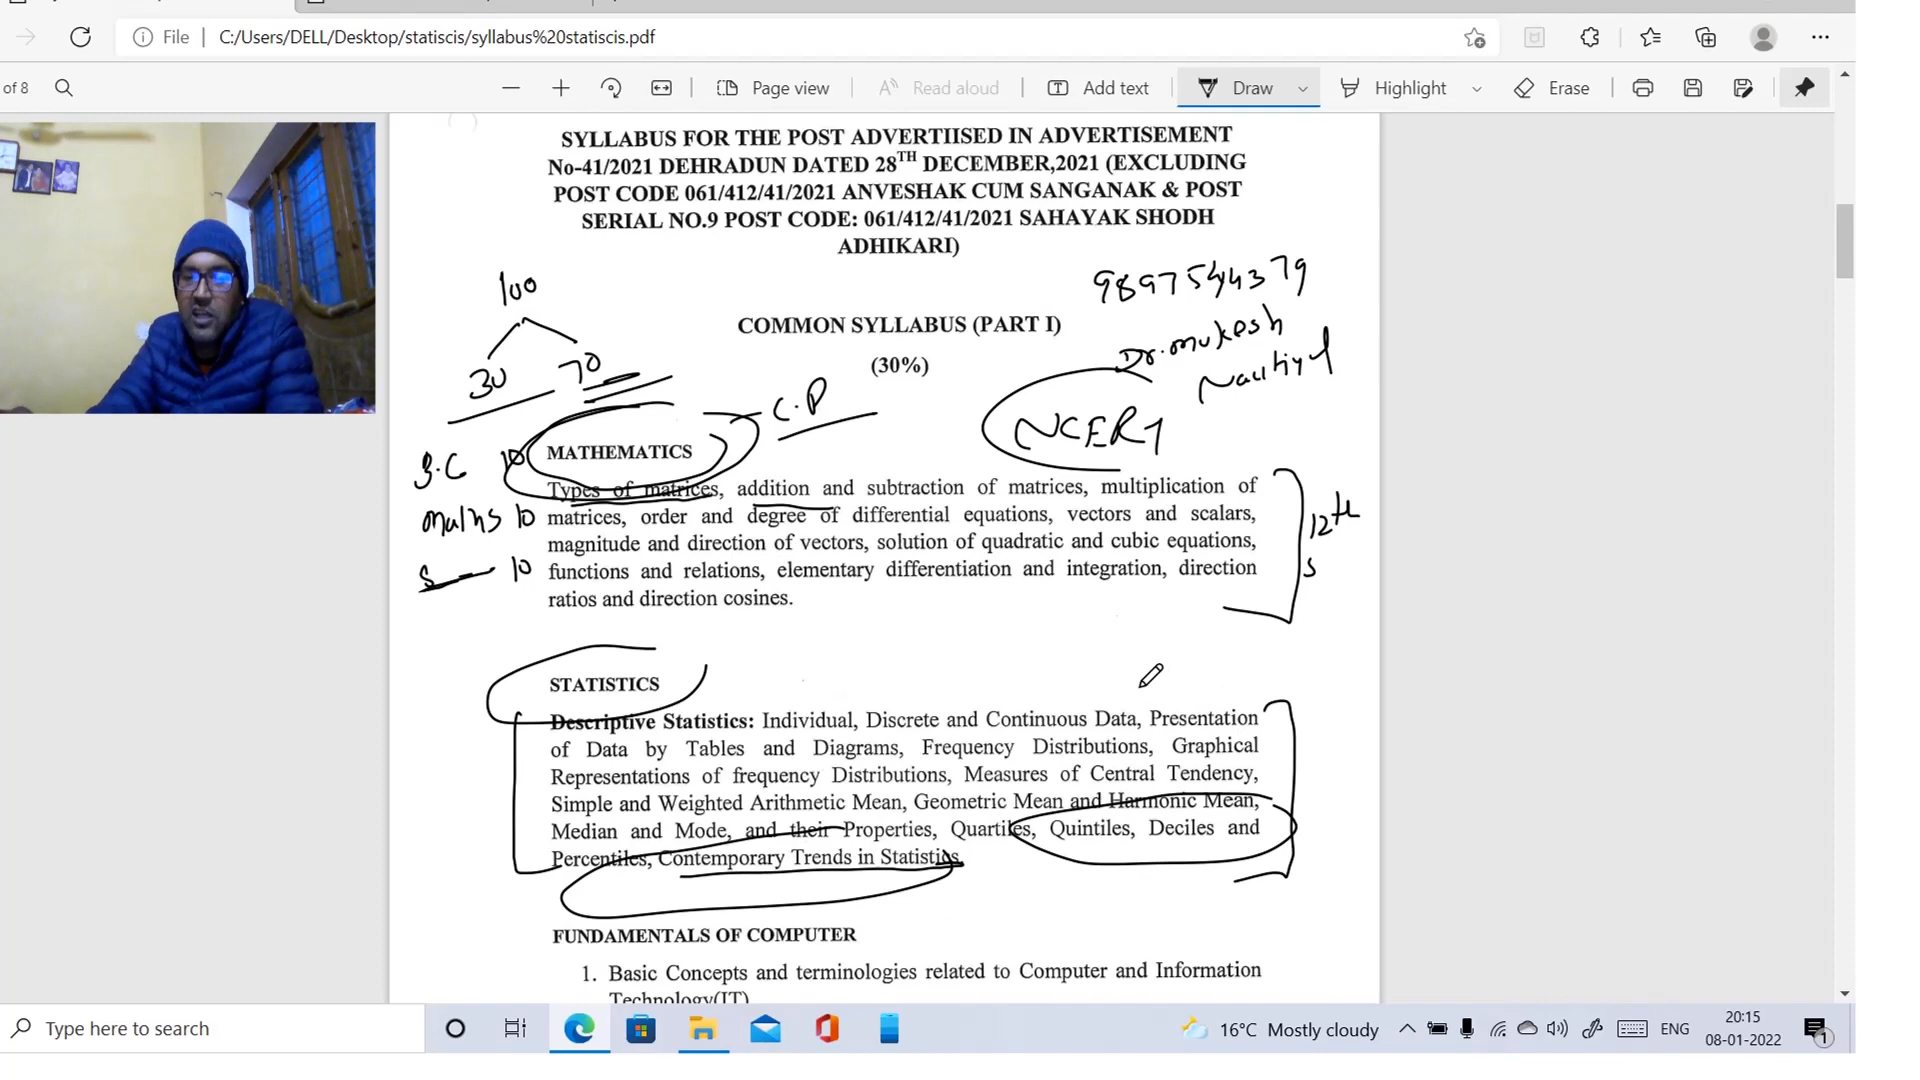 File | C:/Users/DELL/Desktop/statiscis/syllabus%20statiscis.pdf
of 8 Page view Read aloud Add text Draw Highlight Erase
SYLLABUS FOR THE POST ADVERTIISED IN ADVERTISEMENT
No-41/2021 DEHRADUN DATED 28TH DECEMBER,2021 (EXCLUDING
POST CODE 061/412/41/2021 ANVESHAK CUM SANGANAK & POST
SERIAL NO.9 POST CODE: 061/412/41/2021 SAHAYAK SHODH
ADHIKARI)
100
30 70
9897544379
Dr. Mukesh
Nautiyal
COMMON SYLLABUS (PART I)
(30%)
C.P
NCERT
MATHEMATICS
10
Types of matrices, addition and subtraction of matrices, multiplication of
matrices, order and degree of differential equations, vectors and scalars,
magnitude and direction of vectors, solution of quadratic and cubic equations,
functions and relations, elementary differentiation and integration, direction
ratios and direction cosines.
maths 10
S 10
12th
s
STATISTICS
Descriptive Statistics: Individual, Discrete and Continuous Data, Presentation
of Data by Tables and Diagrams, Frequency Distributions, Graphical
Representations of frequency Distributions, Measures of Central Tendency,
Simple and Weighted Arithmetic Mean, Geometric Mean and Harmonic Mean,
Median and Mode, and their Properties, Quartiles, Quintiles, Deciles and
Percentiles, Contemporary Trends in Statistics.
FUNDAMENTALS OF COMPUTER
1. Basic Concepts and terminologies related to Computer and Information
Technology(IT)
Type here to search
16°C Mostly cloudy
ENG
20:15
08-01-2022
1